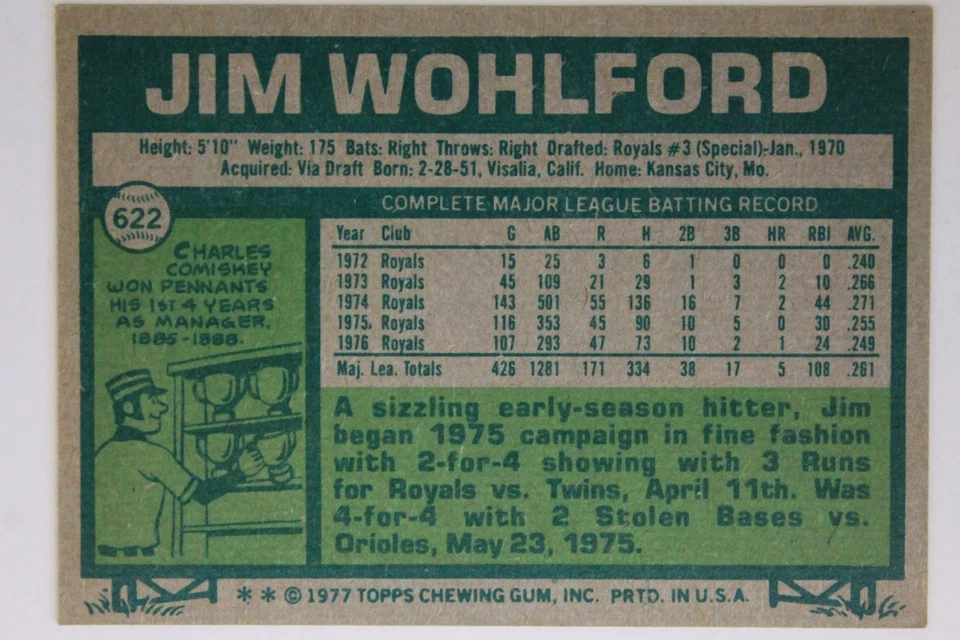 JIM WOHLFORD
Height: 5'10" Weight: 175 Bats: Right Throws: Right Drafted: Royals #3 (Special)-Jan., 1970
Acquired: Via Draft Born: 2-28-51, Visalia, Calif. Home: Kansas City, Mo.
622
CHARLES
COMISKEY
WON PENNANTS
HIS 1ST 4 YEARS
AS MANAGER,
1885-1888.
COMPLETE MAJOR LEAGUE BATTING RECORD
Year Club G AB R H 2B 3B HR RBI AVG.
1972 Royals 15 25 3 6 1 0 0 0 .240
1973 Royals 45 109 21 29 1 3 2 10 .266
1974 Royals 143 501 55 136 16 7 2 44 .271
1975 Royals 116 353 45 90 10 5 0 30 .255
1976 Royals 107 293 47 73 10 2 1 24 .249
Maj. Lea. Totals 426 1281 171 334 38 17 5 108 .261
A sizzling early-season hitter, Jim
began 1975 campaign in fine fashion
with 2-for-4 showing with 3 Runs
for Royals vs. Twins, April 11th. Was
4-for-4 with 2 Stolen Bases vs.
Orioles, May 23, 1975.
* * © 1977 TOPPS CHEWING GUM, INC. PRTD. IN U.S.A.